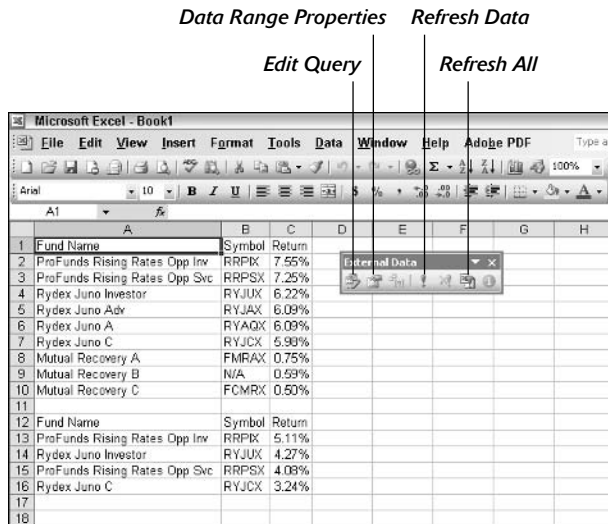 Data Range Properties Refresh Data
Edit Query Refresh All
Microsoft Excel - Book1
File Edit View Insert Format Tools Data Window Help Adobe PDF Type a
100%
Arial 10 B I U $ % ,
A1 fx
A B C D E F G H
1 Fund Name Symbol Return
2 ProFunds Rising Rates Opp Inv RRPIX 7.55%
External Data
3 ProFunds Rising Rates Opp Svc RRPSX 7.25%
4 Rydex Juno Investor RYJUX 6.22%
5 Rydex Juno Adv RYJAX 6.09%
6 Rydex Juno A RYAQX 6.09%
7 Rydex Juno C RYJCX 5.98%
8 Mutual Recovery A FMRAX 0.75%
9 Mutual Recovery B N/A 0.59%
10 Mutual Recovery C FCMRX 0.50%
11
12 Fund Name Symbol Return
13 ProFunds Rising Rates Opp Inv RRPIX 5.11%
14 Rydex Juno Investor RYJUX 4.27%
15 ProFunds Rising Rates Opp Svc RRPSX 4.08%
16 Rydex Juno C RYJCX 3.24%
17
18